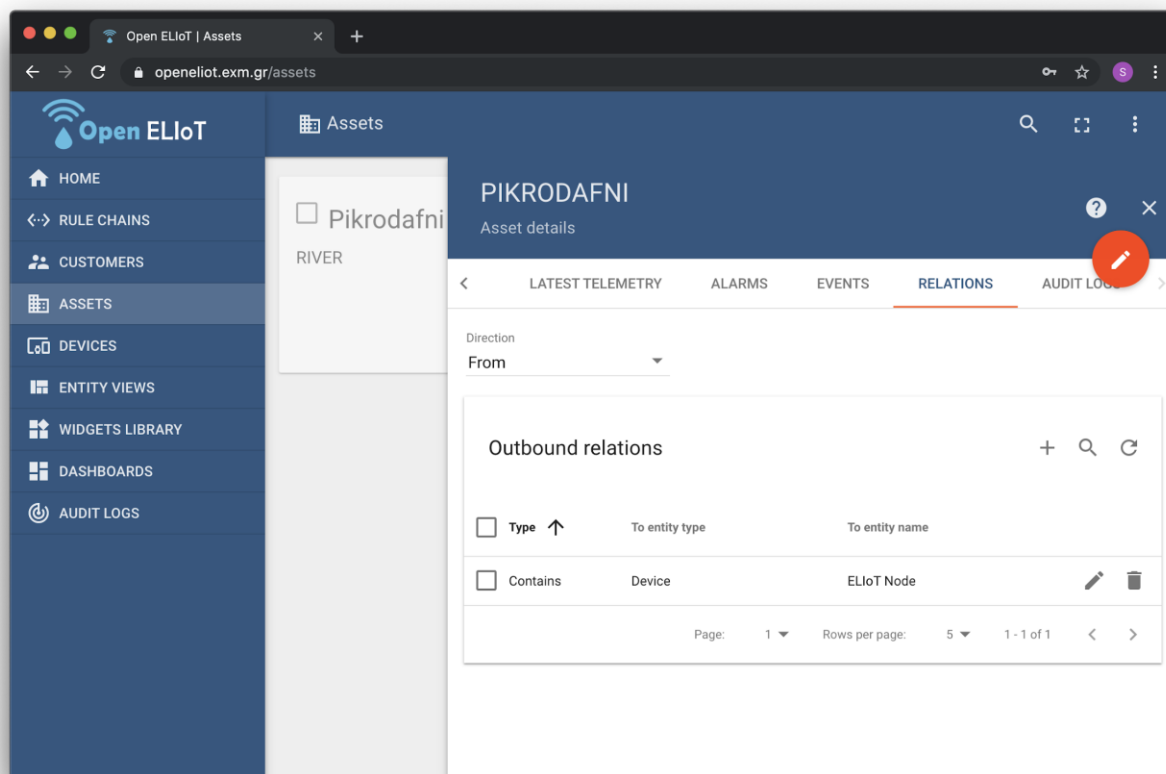 Open ELIoT | Assets
openeliot.exm.gr/assets
S
Open ELIoT
Assets
HOME
RULE CHAINS
CUSTOMERS
ASSETS
DEVICES
ENTITY VIEWS
WIDGETS LIBRARY
DASHBOARDS
AUDIT LOGS
Pikrodafni
RIVER
PIKRODAFNI
Asset details
LATEST TELEMETRY ALARMS EVENTS RELATIONS AUDIT LOGS
Direction
From
Outbound relations
Type To entity type To entity name
Contains Device ELIoT Node
Page: 1 Rows per page: 5 1 - 1 of 1